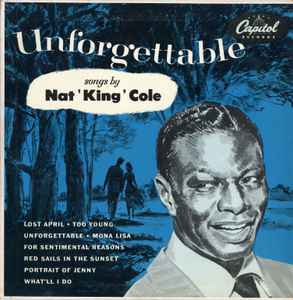 Unforgettable
Capitol
RECORDS
songs by
Nat 'King' Cole
LOST APRIL • TOO YOUNG
UNFORGETTABLE • MONA LISA
FOR SENTIMENTAL REASONS
RED SAILS IN THE SUNSET
PORTRAIT OF JENNY
WHAT'LL I DO